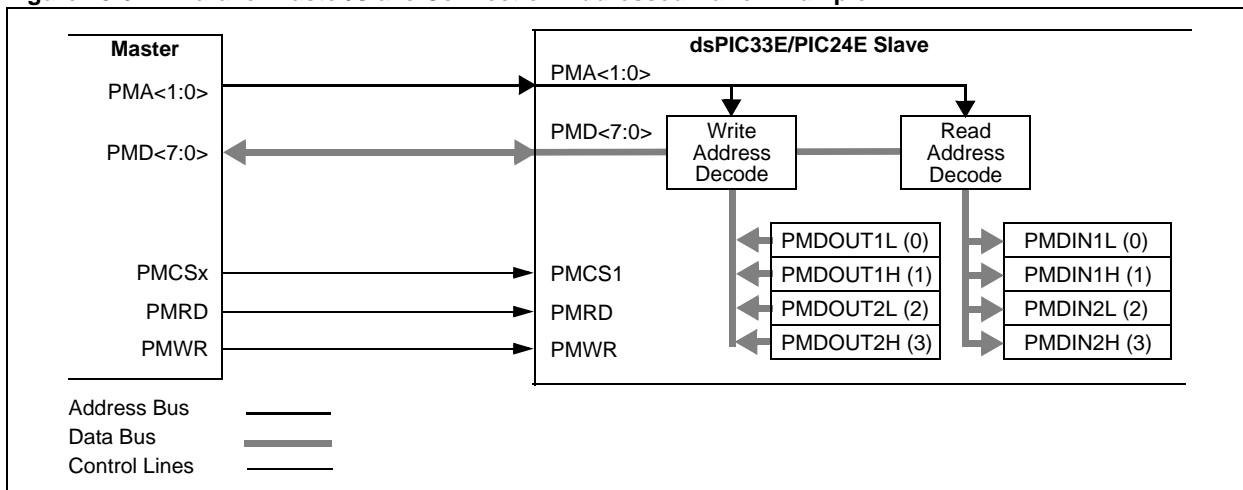 Master
dsPIC33E/PIC24E Slave
PMA<1:0>
PMA<1:0>
PMD<7:0>
PMD<7:0>
Write
Address
Decode
Read
Address
Decode
PMDOUT1L (0)
PMDIN1L (0)
PMDOUT1H (1)
PMDIN1H (1)
PMDOUT2L (2)
PMDIN2L (2)
PMDOUT2H (3)
PMDIN2H (3)
PMCSx
PMCS1
PMRD
PMRD
PMWR
PMWR
Address Bus
Data Bus
Control Lines